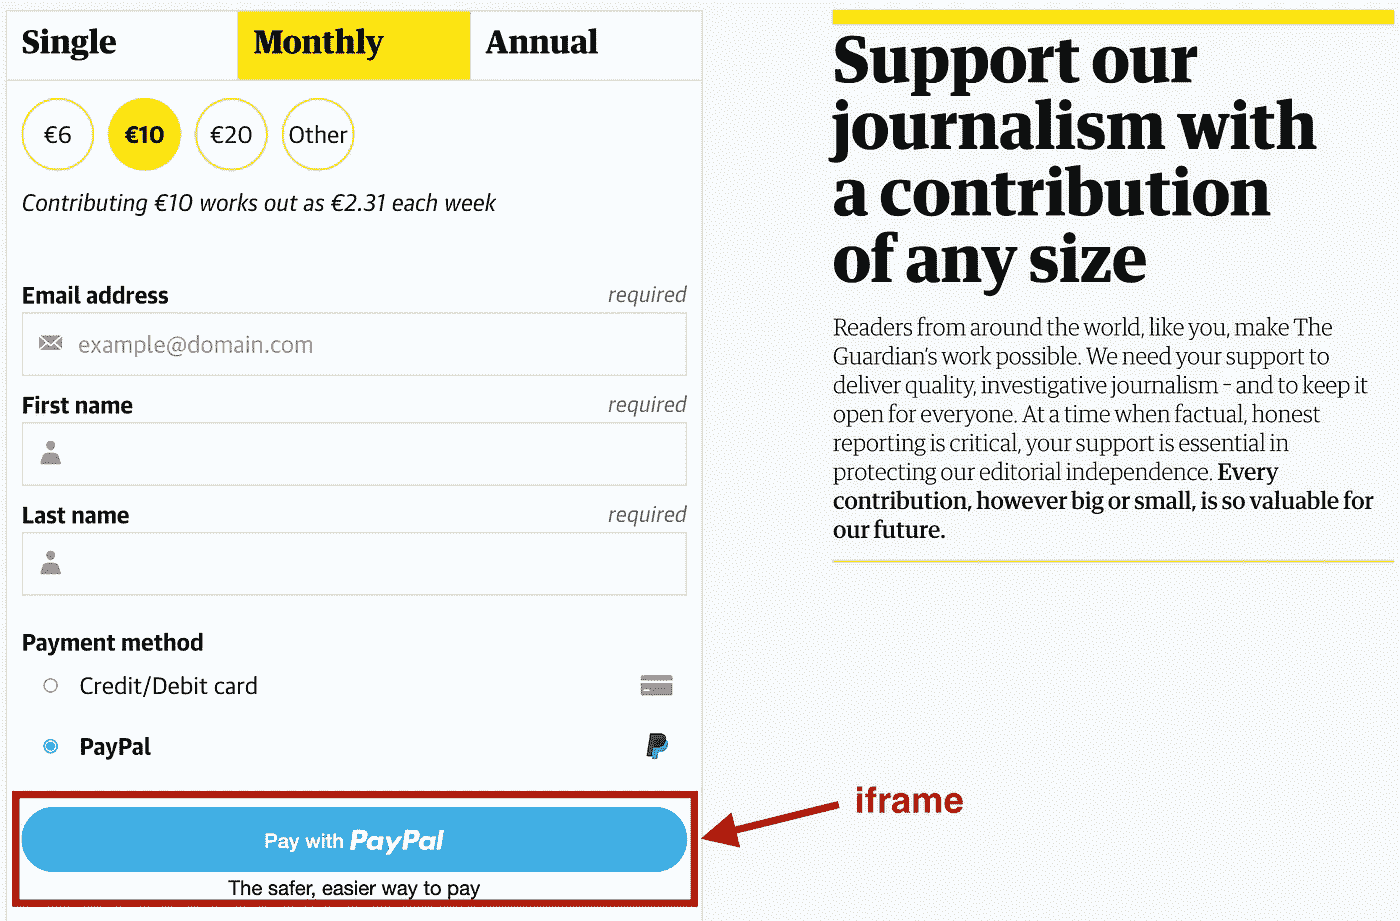 Single
Monthly
Annual
€6
€10
€20
Other
Contributing €10 works out as €2.31 each week
Email address
required
example@domain.com
First name
required
Last name
required
Payment method
Credit/Debit card
PayPal
Pay with PayPal
The safer, easier way to pay
iframe
Support our
journalism with
a contribution
of any size
Readers from around the world, like you, make The
Guardian's work possible. We need your support to
deliver quality, investigative journalism – and to keep it
open for everyone. At a time when factual, honest
reporting is critical, your support is essential in
protecting our editorial independence. Every
contribution, however big or small, is so valuable for
our future.